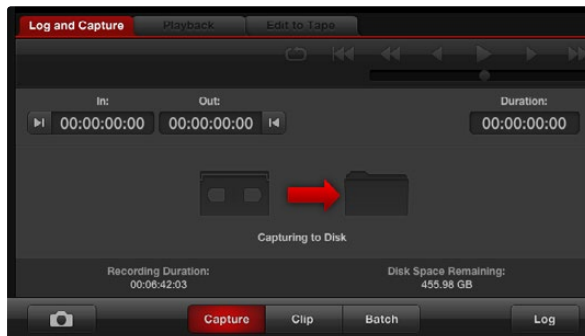 Log and Capture Playback Edit to Tape
In: Out: Duration:
00:00:00:00 00:00:00:00 00:00:00:00
Capturing to Disk
Recording Duration: Disk Space Remaining:
00:06:42:03 455.98 GB
Capture Clip Batch Log